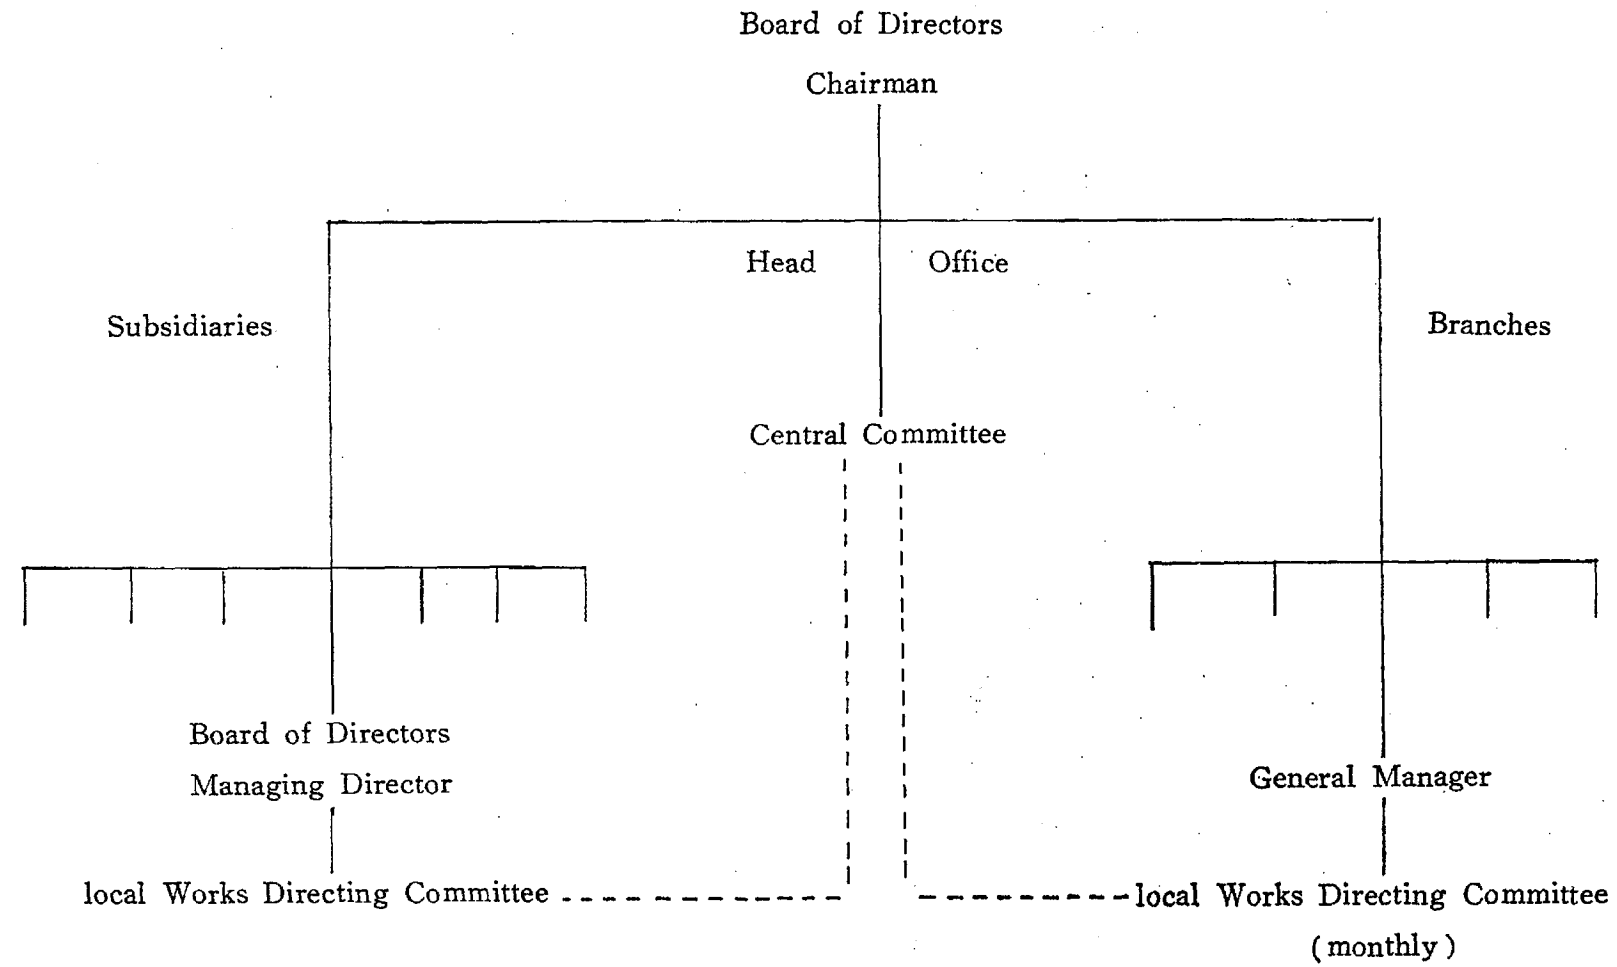 Board of Directors
Chairman
Head Office
Subsidiaries
Branches
Central Committee
Board of Directors
Managing Director
General Manager
local Works Directing Committee
local Works Directing Committee
(monthly)